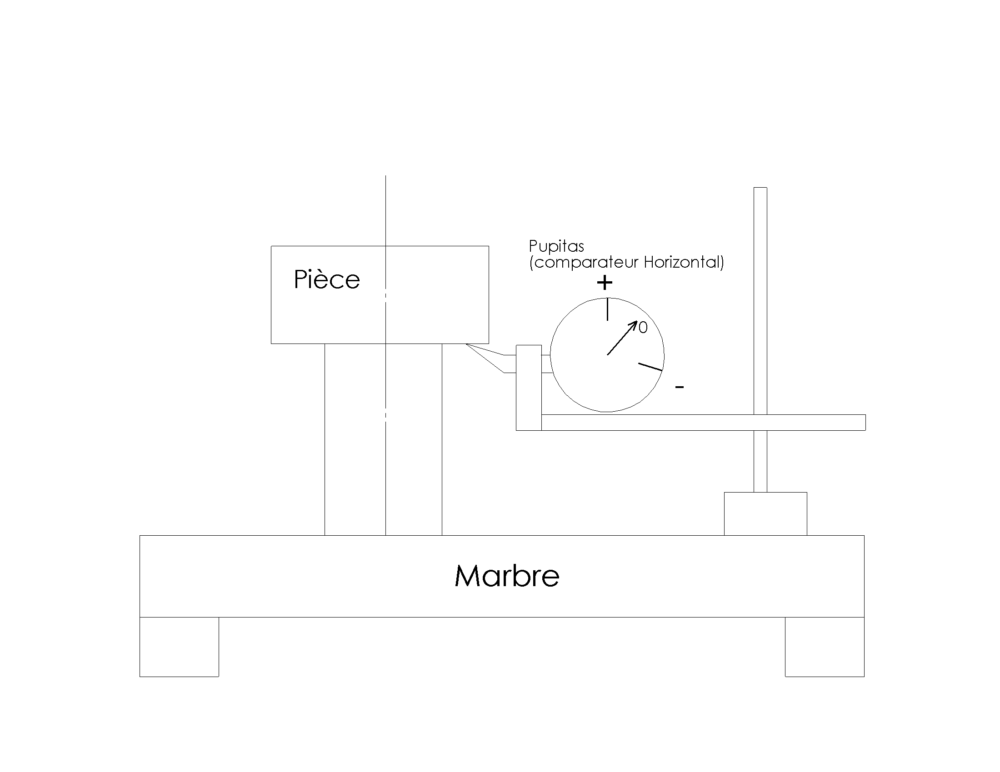 Pupitas
(comparateur Horizontal)
+
Pièce
0
-
Marbre